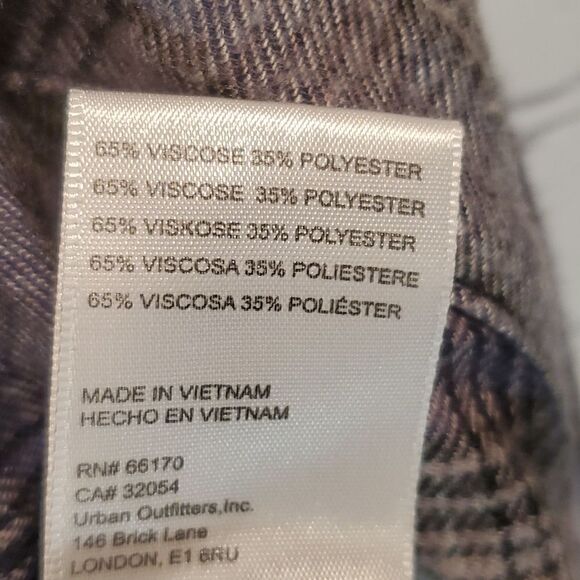 65% VISCOSE 35% POLYESTER
65% VISCOSE 35% POLYESTER
65% VISKOSE 35% POLYESTER
65% VISCOSA 35% POLIESTERE
65% VISCOSA 35% POLIÉSTER
MADE IN VIETNAM
HECHO EN VIETNAM
RN# 66170
CA# 32054
Urban Outfitters,Inc.
146 Brick Lane
LONDON, E1 6RU